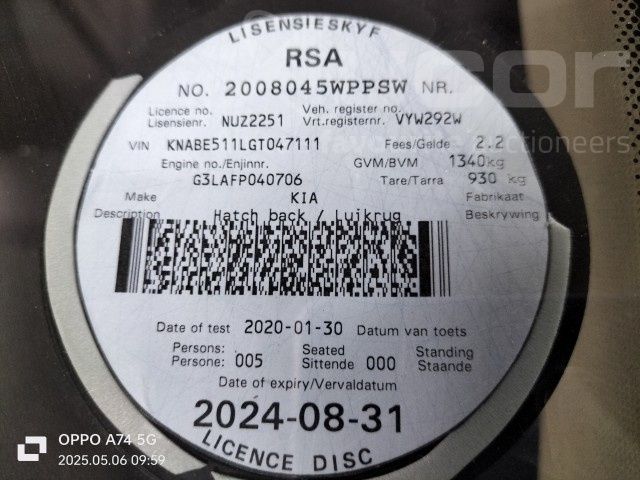 LISENSIESKYF
RSA
NO. 2008045WPPSW NR.
Licence no. Veh. register no.
Lisensienr. NUZ2251 Vrt.registernr. VYW292W
VIN KNABE511LGT047111 Fees/Gelde 2.2
Engine no./Enjinnr. GVM/BVM 1340kg
G3LAFP040706 Tare/Tarra 930 kg
Make KIA Fabrikaat
Description Hatch back / Luikrug Beskrywing
Date of test 2020-01-30 Datum van toets
Persons: Seated Standing
Persone: 005 Sittende 000 Staande
Date of expiry/Vervaldatum
2024-08-31
LICENCE DISC
OPPO A74 5G
2025.05.06 09:59
auctioneers